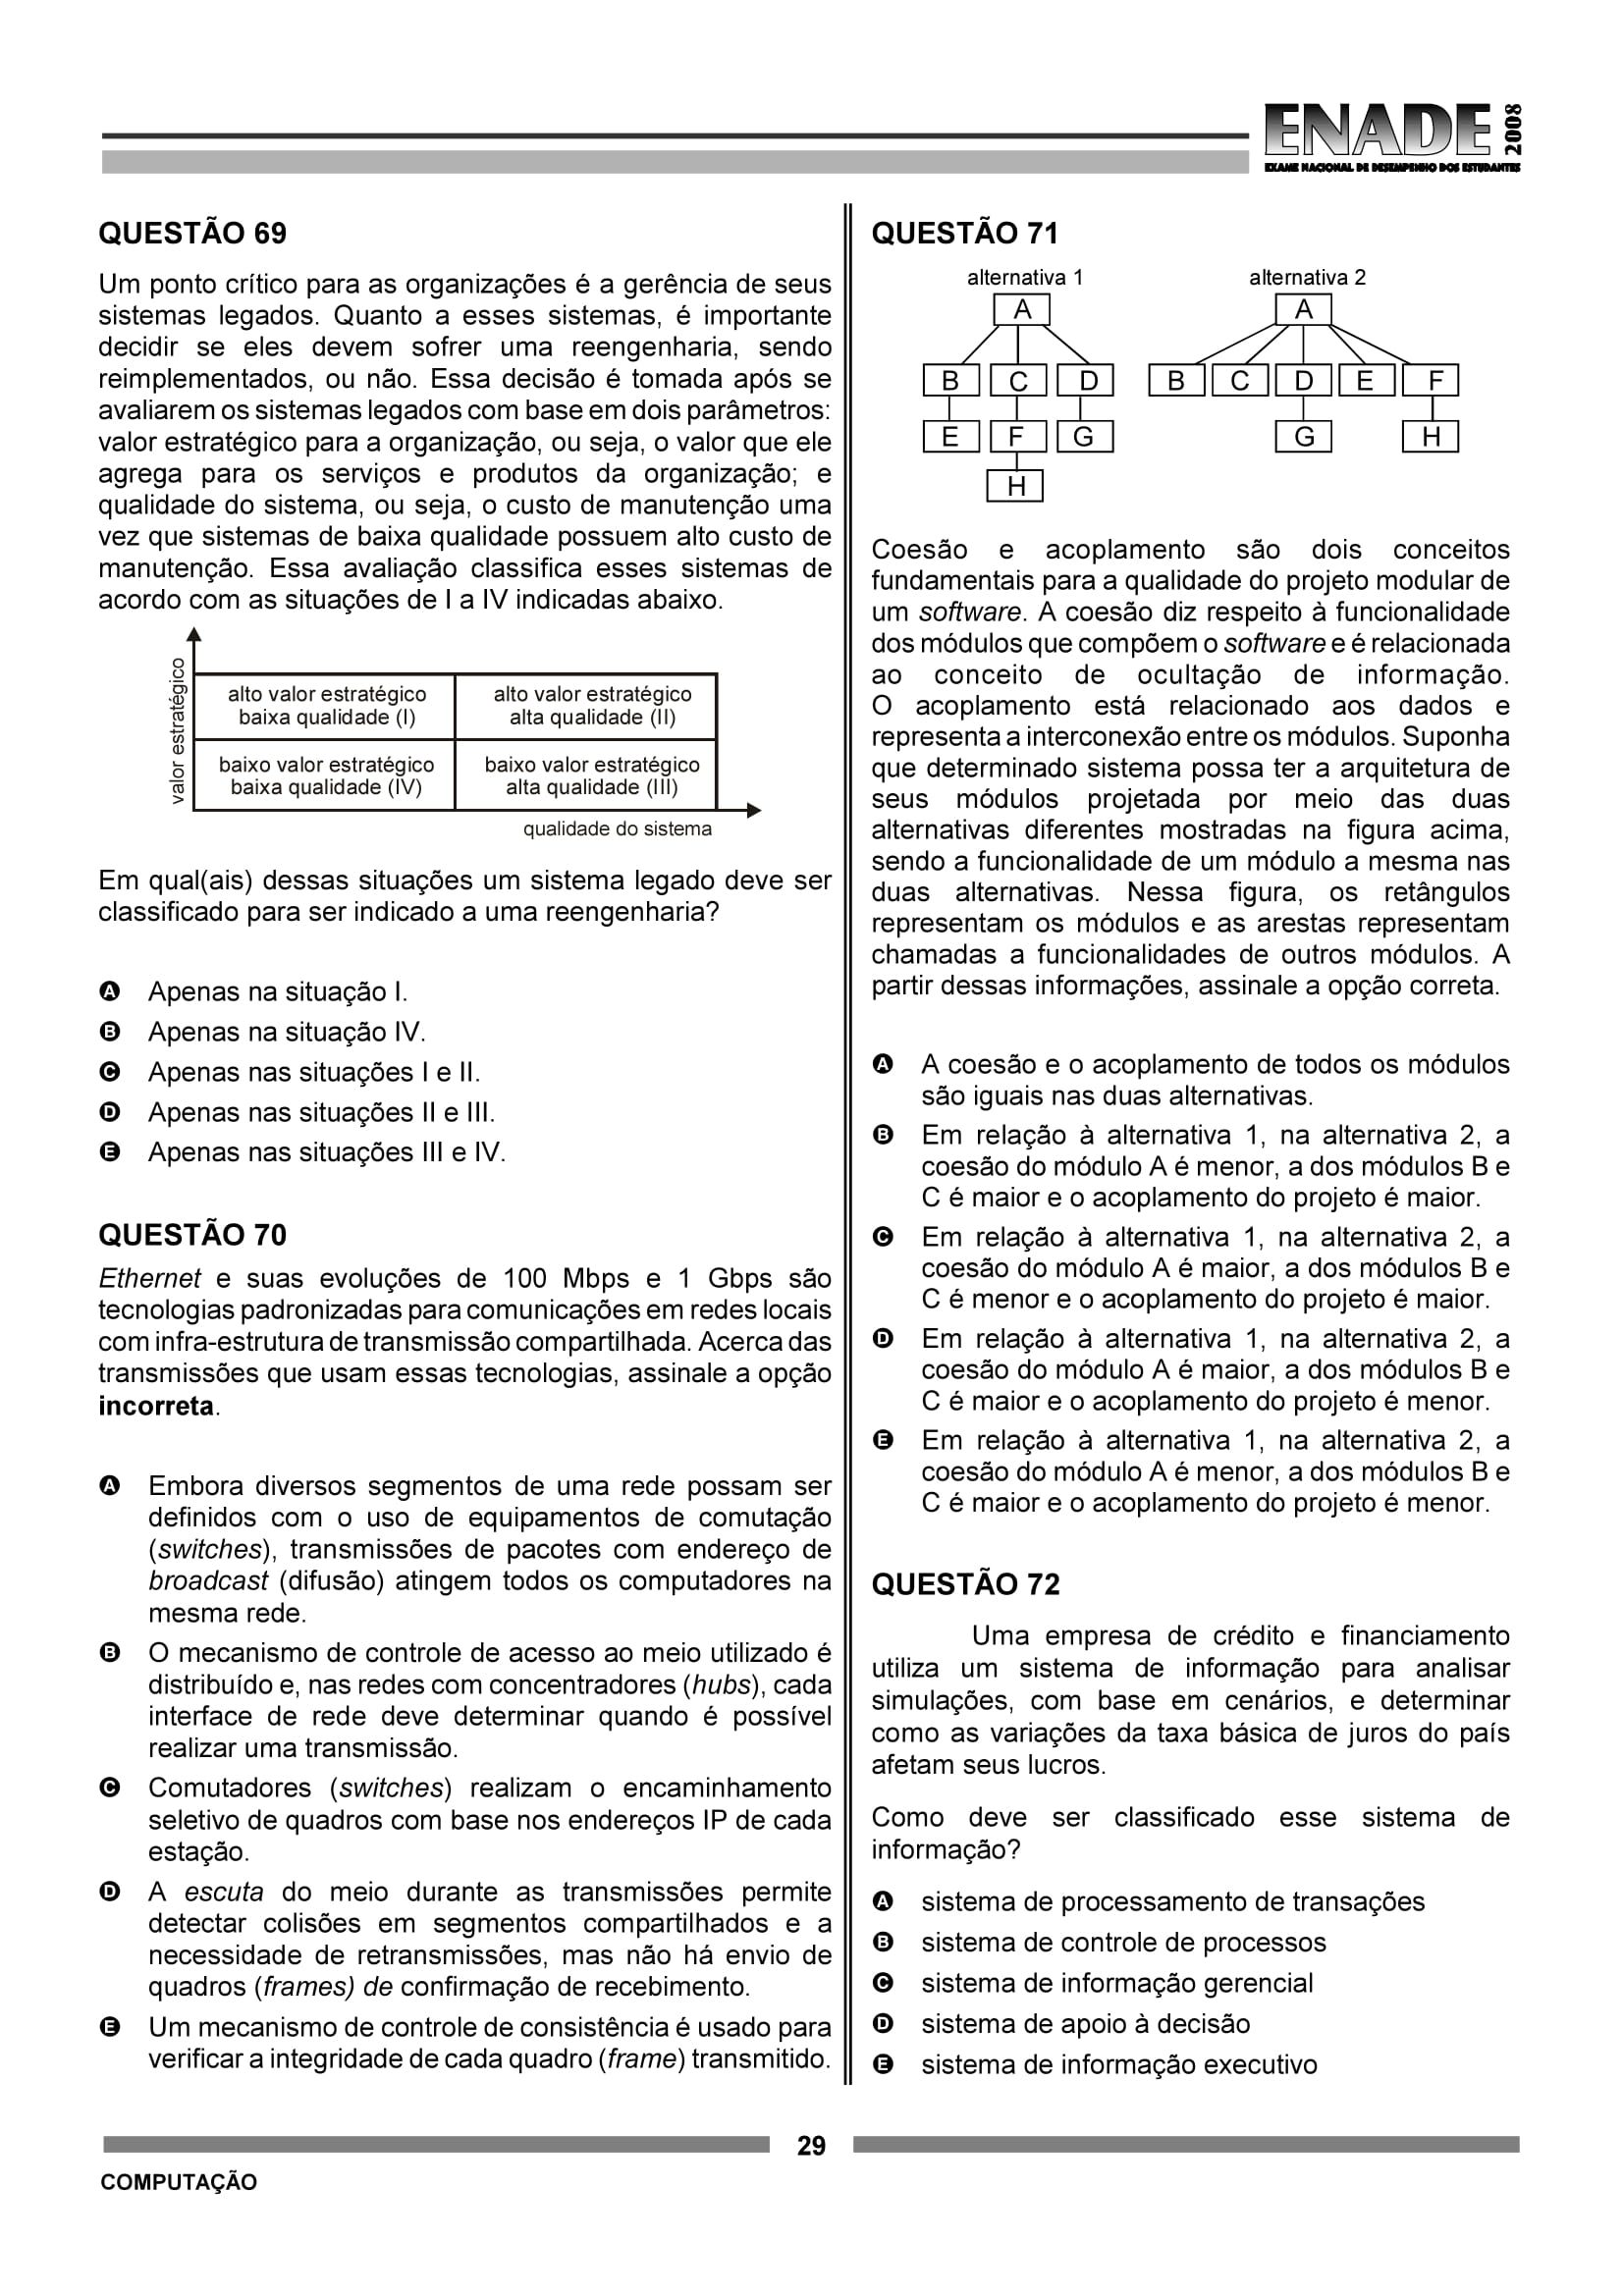 ENADE
2008
EXAME NACIONAL DE DESEMPENHO DOS ESTUDANTES
QUESTÃO 69
Um ponto crítico para as organizações é a gerência de seus
sistemas legados. Quanto a esses sistemas, é importante
decidir se eles devem sofrer uma reengenharia, sendo
reimplementados, ou não. Essa decisão é tomada após se
avaliarem os sistemas legados com base em dois parâmetros:
valor estratégico para a organização, ou seja, o valor que ele
agrega para os serviços e produtos da organização; e
qualidade do sistema, ou seja, o custo de manutenção uma
vez que sistemas de baixa qualidade possuem alto custo de
manutenção. Essa avaliação classifica esses sistemas de
acordo com as situações de I a IV indicadas abaixo.
valor estratégico
alto valor estratégico
baixa qualidade (I)
alto valor estratégico
alta qualidade (II)
baixo valor estratégico
baixa qualidade (IV)
baixo valor estratégico
alta qualidade (III)
qualidade do sistema
Em qual(ais) dessas situações um sistema legado deve ser
classificado para ser indicado a uma reengenharia?
A Apenas na situação I.
B Apenas na situação IV.
C Apenas nas situações I e II.
D Apenas nas situações II e III.
E Apenas nas situações III e IV.
QUESTÃO 70
Ethernet e suas evoluções de 100 Mbps e 1 Gbps são
tecnologias padronizadas para comunicações em redes locais
com infra-estrutura de transmissão compartilhada. Acerca das
transmissões que usam essas tecnologias, assinale a opção
incorreta.
A Embora diversos segmentos de uma rede possam ser
definidos com o uso de equipamentos de comutação
(switches), transmissões de pacotes com endereço de
broadcast (difusão) atingem todos os computadores na
mesma rede.
B O mecanismo de controle de acesso ao meio utilizado é
distribuído e, nas redes com concentradores (hubs), cada
interface de rede deve determinar quando é possível
realizar uma transmissão.
C Comutadores (switches) realizam o encaminhamento
seletivo de quadros com base nos endereços IP de cada
estação.
D A escuta do meio durante as transmissões permite
detectar colisões em segmentos compartilhados e a
necessidade de retransmissões, mas não há envio de
quadros (frames) de confirmação de recebimento.
E Um mecanismo de controle de consistência é usado para
verificar a integridade de cada quadro (frame) transmitido.
QUESTÃO 71
alternativa 1
A
B C D
E F G
H
alternativa 2
A
B C D E F
G H
Coesão e acoplamento são dois conceitos
fundamentais para a qualidade do projeto modular de
um software. A coesão diz respeito à funcionalidade
dos módulos que compõem o software e é relacionada
ao conceito de ocultação de informação.
O acoplamento está relacionado aos dados e
representa a interconexão entre os módulos. Suponha
que determinado sistema possa ter a arquitetura de
seus módulos projetada por meio das duas
alternativas diferentes mostradas na figura acima,
sendo a funcionalidade de um módulo a mesma nas
duas alternativas. Nessa figura, os retângulos
representam os módulos e as arestas representam
chamadas a funcionalidades de outros módulos. A
partir dessas informações, assinale a opção correta.
A A coesão e o acoplamento de todos os módulos
são iguais nas duas alternativas.
B Em relação à alternativa 1, na alternativa 2, a
coesão do módulo A é menor, a dos módulos B e
C é maior e o acoplamento do projeto é maior.
C Em relação à alternativa 1, na alternativa 2, a
coesão do módulo A é maior, a dos módulos B e
C é menor e o acoplamento do projeto é maior.
D Em relação à alternativa 1, na alternativa 2, a
coesão do módulo A é maior, a dos módulos B e
C é maior e o acoplamento do projeto é menor.
E Em relação à alternativa 1, na alternativa 2, a
coesão do módulo A é menor, a dos módulos B e
C é maior e o acoplamento do projeto é menor.
QUESTÃO 72
Uma empresa de crédito e financiamento
utiliza um sistema de informação para analisar
simulações, com base em cenários, e determinar
como as variações da taxa básica de juros do país
afetam seus lucros.
Como deve ser classificado esse sistema de
informação?
A sistema de processamento de transações
B sistema de controle de processos
C sistema de informação gerencial
D sistema de apoio à decisão
E sistema de informação executivo
29
COMPUTAÇÃO